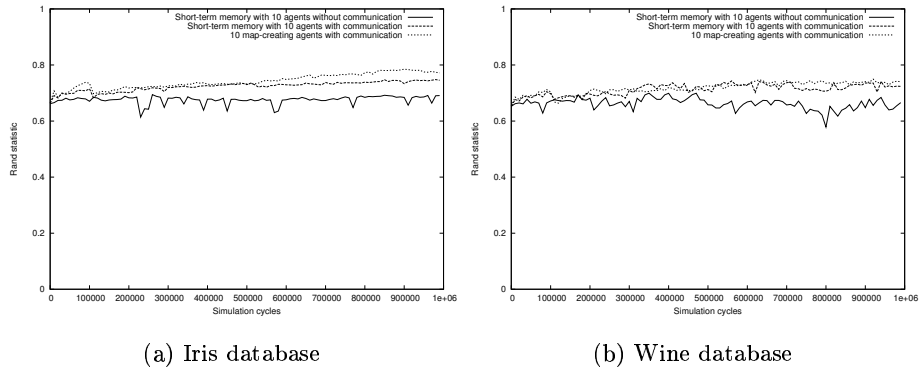 Short-term memory with 10 agents without communication
Short-term memory with 10 agents with communication
10 map-creating agents with communication
Rand statistic
1
0.8
0.6
0.4
0.2
0
0 100000 200000 300000 400000 500000 600000 700000 800000 900000 1e+06
Simulation cycles
(a) Iris database
Short-term memory with 10 agents without communication
Short-term memory with 10 agents with communication
10 map-creating agents with communication
Rand statistic
1
0.8
0.6
0.4
0.2
0
0 100000 200000 300000 400000 500000 600000 700000 800000 900000 1e+06
Simulation cycles
(b) Wine database